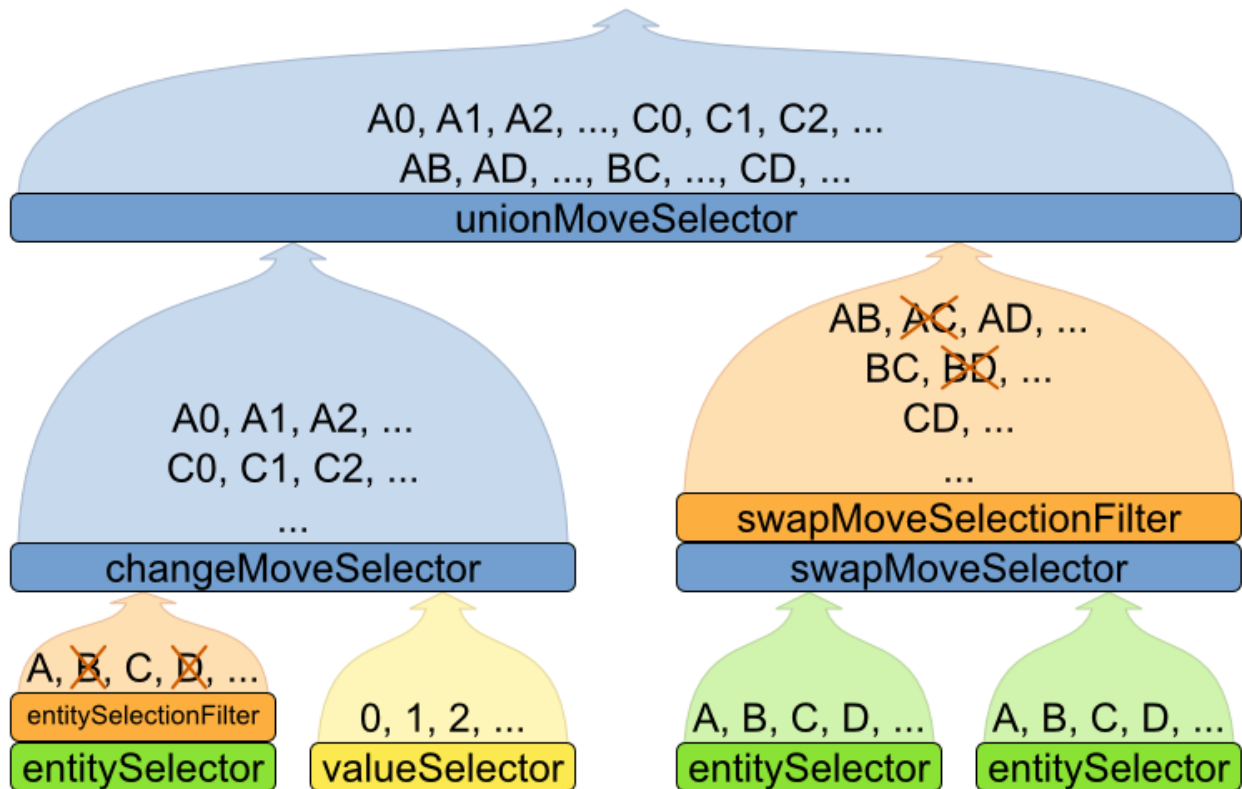 A0, A1, A2, ..., C0, C1, C2, ...
AB, AD, ..., BC, ..., CD, ...
unionMoveSelector
A0, A1, A2, ...
C0, C1, C2, ...
...
changeMoveSelector
A, B, C, D, ...
entitySelectionFilter
entitySelector
0, 1, 2, ...
valueSelector
AB, AC, AD, ...
BC, BD, ...
CD, ...
...
swapMoveSelectionFilter
swapMoveSelector
A, B, C, D, ...
entitySelector
A, B, C, D, ...
entitySelector